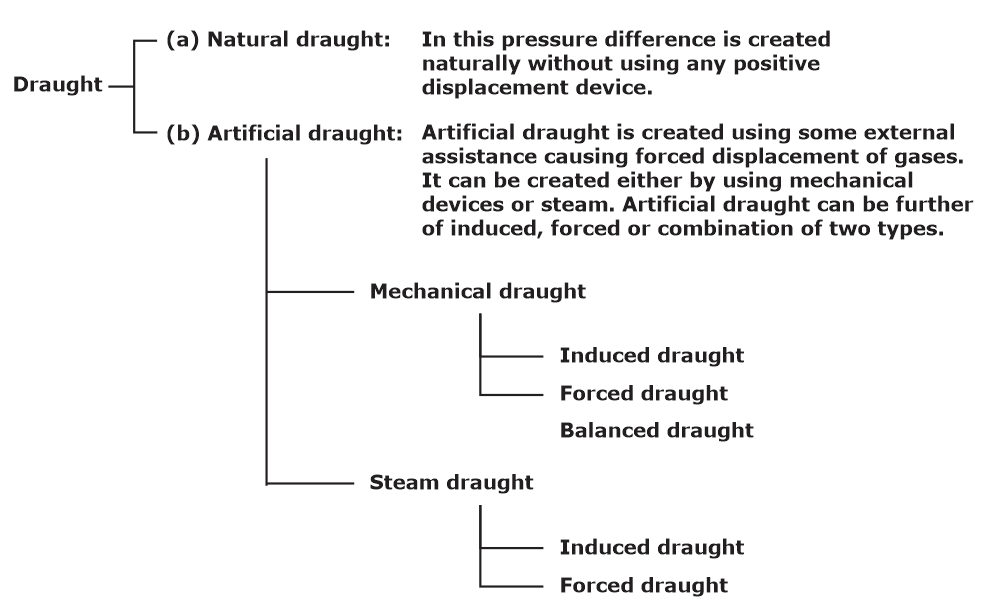 (a) Natural draught: In this pressure difference is created
naturally without using any positive
displacement device.
Draught
(b) Artificial draught: Artificial draught is created using some external
assistance causing forced displacement of gases.
It can be created either by using mechanical
devices or steam. Artificial draught can be further
of induced, forced or combination of two types.
Mechanical draught
Induced draught
Forced draught
Balanced draught
Steam draught
Induced draught
Forced draught